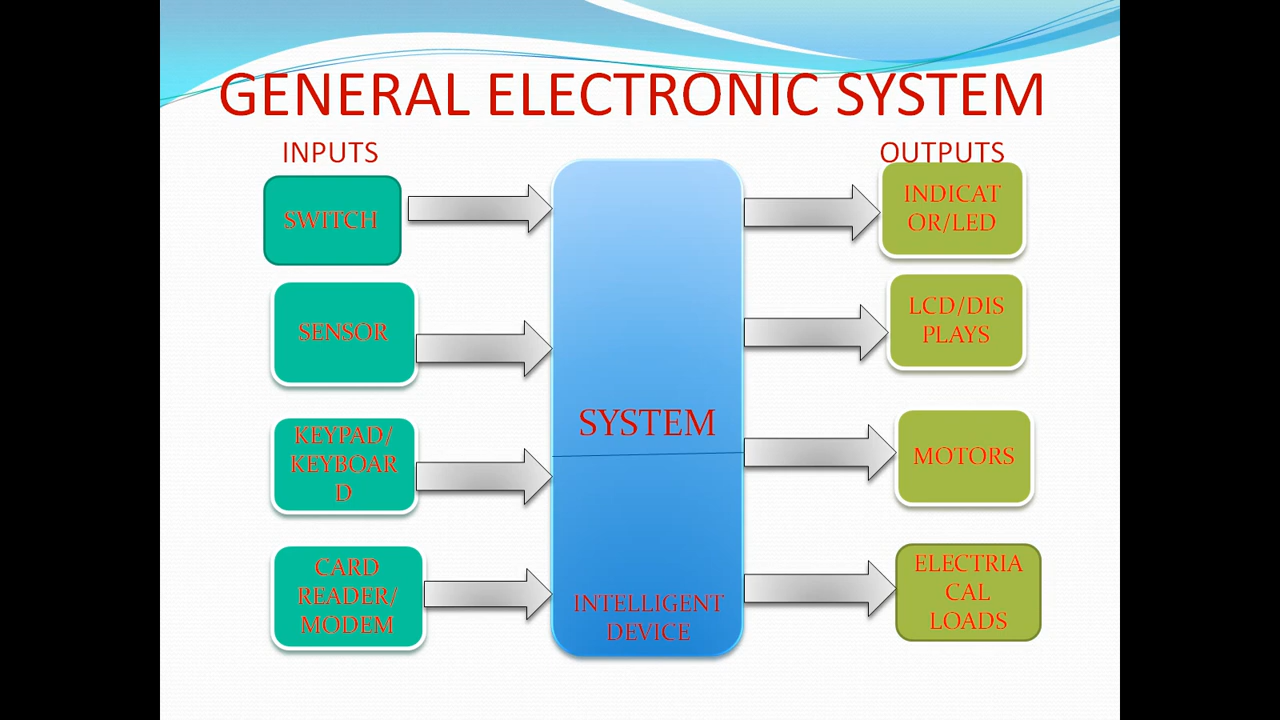 GENERAL ELECTRONIC SYSTEM
INPUTS
OUTPUTS
SWITCH
SENSOR
KEYPAD/
KEYBOAR
D
CARD
READER/
MODEM
SYSTEM
INTELLIGENT
DEVICE
INDICAT
OR/LED
LCD/DIS
PLAYS
MOTORS
ELECTRIA
CAL
LOADS